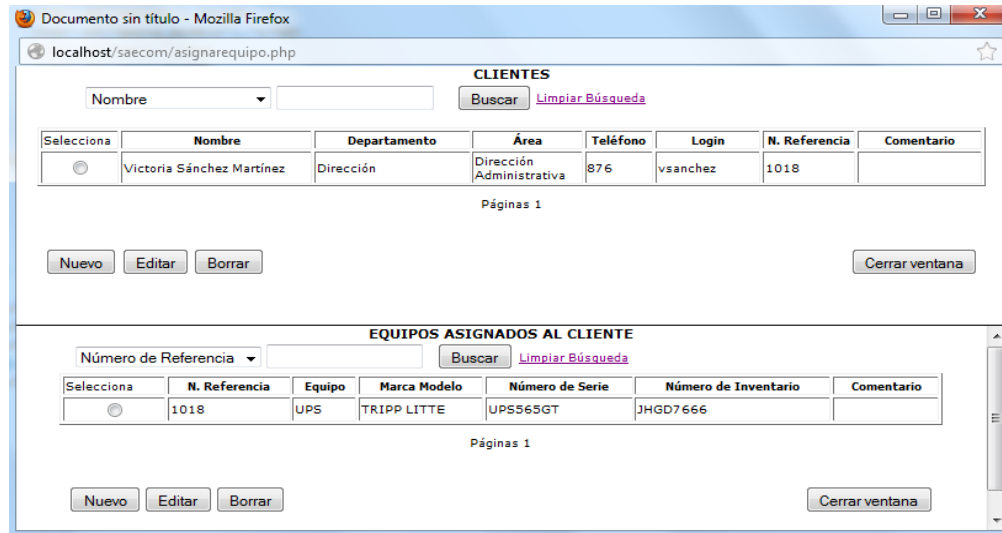 Documento sin título - Mozilla Firefox
localhost/saecom/asignarequipo.php
CLIENTES
Nombre Buscar Limpiar Búsqueda
Selecciona Nombre Departamento Área Teléfono Login N. Referencia Comentario
Victoria Sánchez Martínez Dirección Dirección Administrativa 876 vsanchez 1018
Páginas 1
Nuevo Editar Borrar Cerrar ventana
EQUIPOS ASIGNADOS AL CLIENTE
Número de Referencia Buscar Limpiar Búsqueda
Selecciona N. Referencia Equipo Marca Modelo Número de Serie Número de Inventario Comentario
1018 UPS TRIPP LITTE UPS565GT JHGD7666
Páginas 1
Nuevo Editar Borrar Cerrar ventana